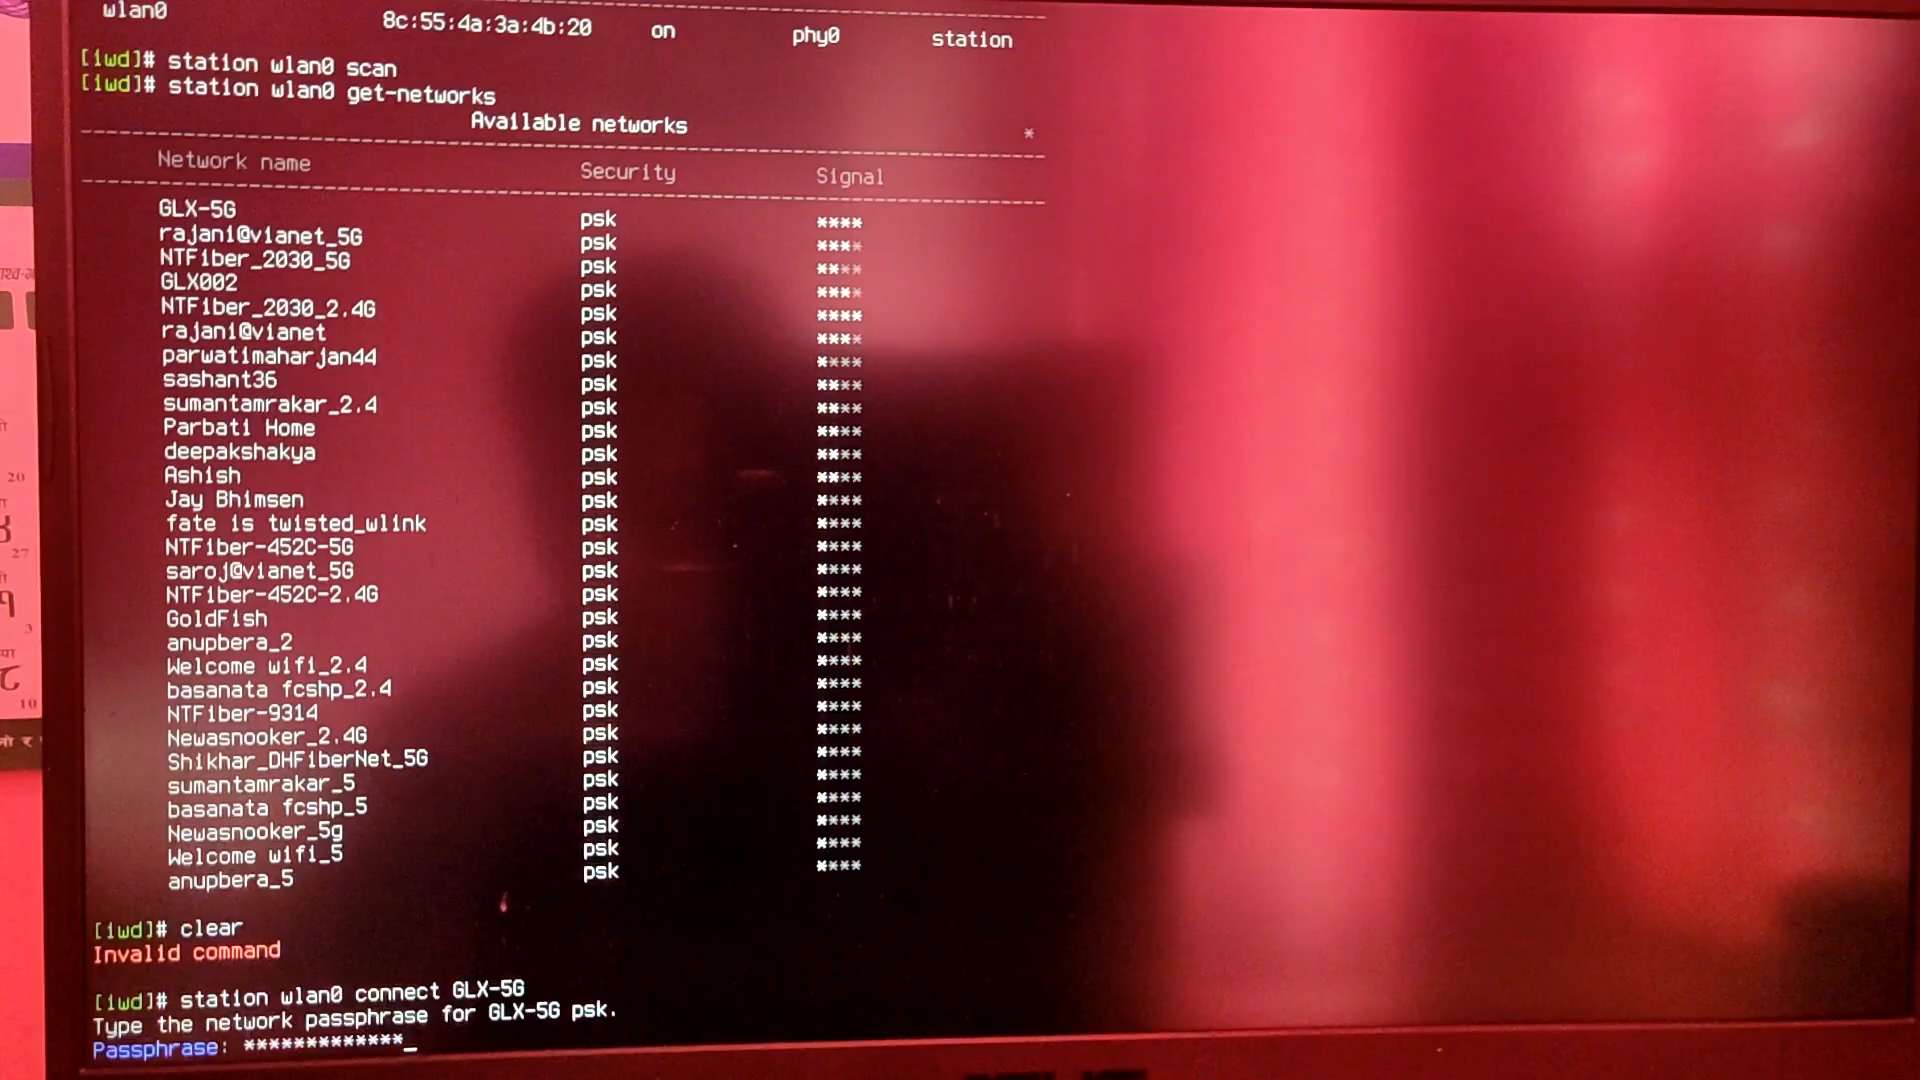 wlan0 8c:55:4a:3a:4b:20 on phy0 station
[iwd]# station wlan0 scan
[iwd]# station wlan0 get-networks
Available networks *
Network name Security Signal
GLX-5G psk ****
rajani@vianet_5G psk ****
NTFiber_2030_5G psk ****
GLX002 psk ****
NTFiber_2030_2.4G psk ****
rajani@vianet psk ****
parwatimaharjan44 psk ****
sashant36 psk ****
sumantamrakar_2.4 psk ****
Parbati Home psk ****
deepakshakya psk ****
Ashish psk ****
Jay Bhimsen psk ****
fate is twisted_wlink psk ****
NTFiber-452C-5G psk ****
saroj@vianet_5G psk ****
NTFiber-452C-2.4G psk ****
GoldFish psk ****
anupbera_2 psk ****
Welcome wifi_2.4 psk ****
basanata fcshp_2.4 psk ****
NTFiber-9314 psk ****
Newasnooker_2.4G psk ****
Shikhar_DHFiberNet_5G psk ****
sumantamrakar_5 psk ****
basanata fcshp_5 psk ****
Newasnooker_5g psk ****
Welcome wifi_5 psk ****
anupbera_5 psk ****
[iwd]# clear
Invalid command
[iwd]# station wlan0 connect GLX-5G
Type the network passphrase for GLX-5G psk.
Passphrase: *************_
20
27
3
10